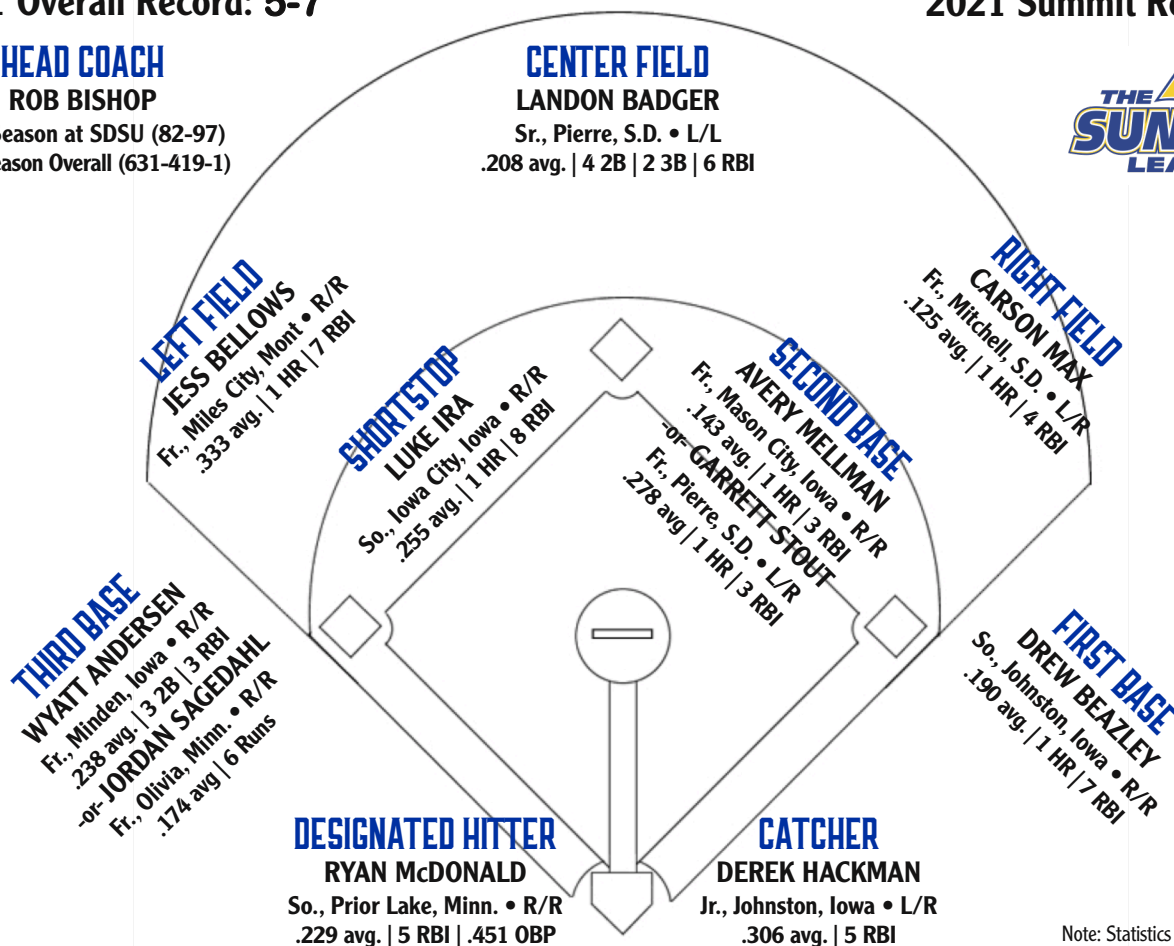 Overall Record: 5-7
2021 Summit
HEAD COACH
ROB BISHOP
Season at SDSU (82-97)
Overall (631-419-1)
CENTER FIELD
LANDON BADGER
Sr., Pierre, S.D. • L/L
.208 avg. | 4 2B | 2 3B | 6 RBI
THE
LEFT FIELD
JESS BELLOWS
Fr., Miles City, Mont • R/R
.333 avg. | 1 HR | 7 RBI
RIGHT FIELD
CARSON MAX
Fr., Mitchell, S.D. • L/R
.125 avg. | 1 HR | 4 RBI
SHORTSTOP
LUKE IRA
So., Iowa City, Iowa • R/R
.255 avg. | 1 HR | 8 RBI
SECOND BASE
AVERY MELLMAN
Fr., Mason City, Iowa • R/R
.143 avg. | 1 HR | 3 RBI
-or- GARRETT STOUT
Fr., Pierre, S.D. • L/R
.278 avg | 1 HR | 3 RBI
THIRD BASE
WYATT ANDERSEN
Fr., Minden, Iowa • R/R
.238 avg. | 3 2B | 3 RBI
-or- JORDAN SAGEDAHL
Fr., Olivia, Minn. • R/R
.174 avg | 6 Runs
FIRST BASE
DREW BEAZLEY
So., Johnston, Iowa • R/R
.190 avg. | 1 HR | 7 RBI
DESIGNATED HITTER
RYAN McDONALD
So., Prior Lake, Minn. • R/R
.229 avg. | 5 RBI | .451 OBP
CATCHER
DEREK HACKMAN
Jr., Johnston, Iowa • L/R
.306 avg. | 5 RBI
Note: Statistics